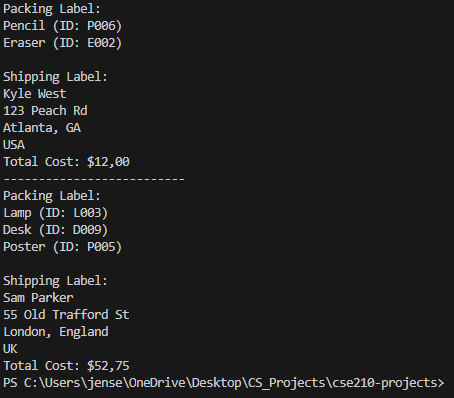 Packing Label:
Pencil (ID: P006)
Eraser (ID: E002)
Shipping Label:
Kyle West
123 Peach Rd
Atlanta, GA
USA
Total Cost: $12,00
--------------------------
Packing Label:
Lamp (ID: L003)
Desk (ID: D009)
Poster (ID: P005)
Shipping Label:
Sam Parker
55 Old Trafford St
London, England
UK
Total Cost: $52,75
PS C:\Users\jense\OneDrive\Desktop\CS_Projects\cse210-projects>